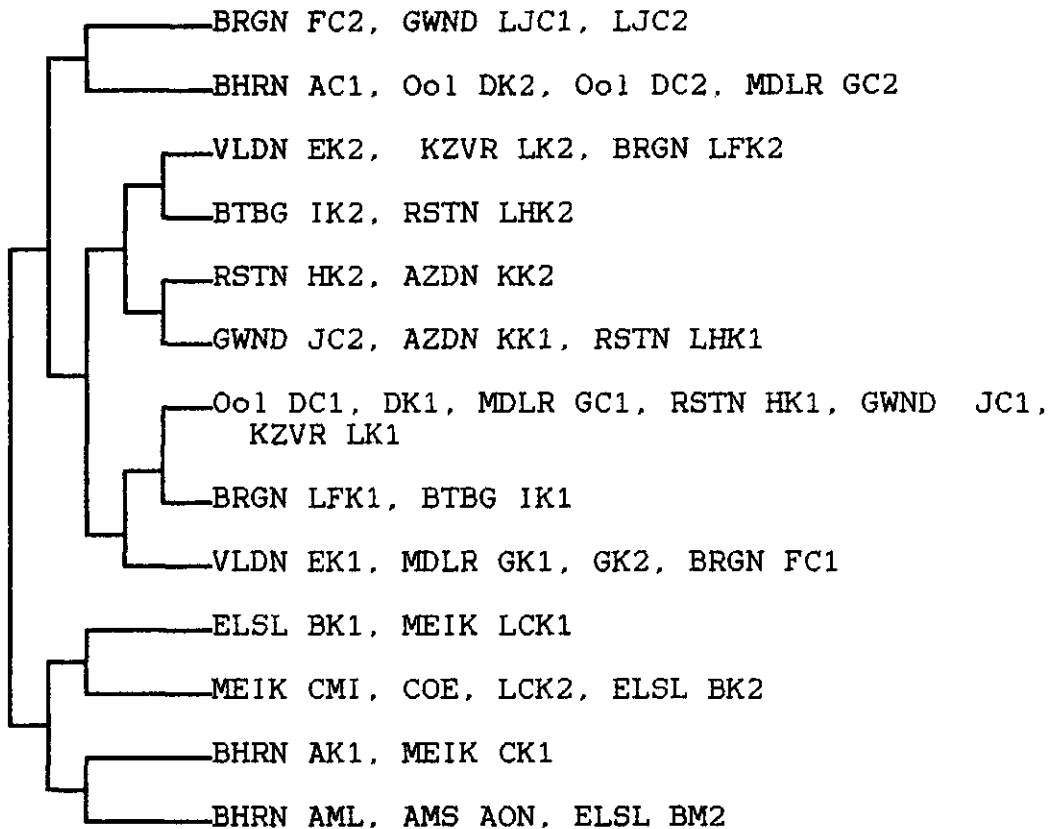 BRGN FC2, GWND LJC1, LJC2
BHRN AC1, Ool DK2, Ool DC2, MDLR GC2
VLDN EK2, KZVR LK2, BRGN LFK2
BTBG IK2, RSTN LHK2
RSTN HK2, AZDN KK2
GWND JC2, AZDN KK1, RSTN LHK1
Ool DC1, DK1, MDLR GC1, RSTN HK1, GWND JC1,
KZVR LK1
BRGN LFK1, BTBG IK1
VLDN EK1, MDLR GK1, GK2, BRGN FC1
ELSL BK1, MEIK LCK1
MEIK CMI, COE, LCK2, ELSL BK2
BHRN AK1, MEIK CK1
BHRN AML, AMS AON, ELSL BM2